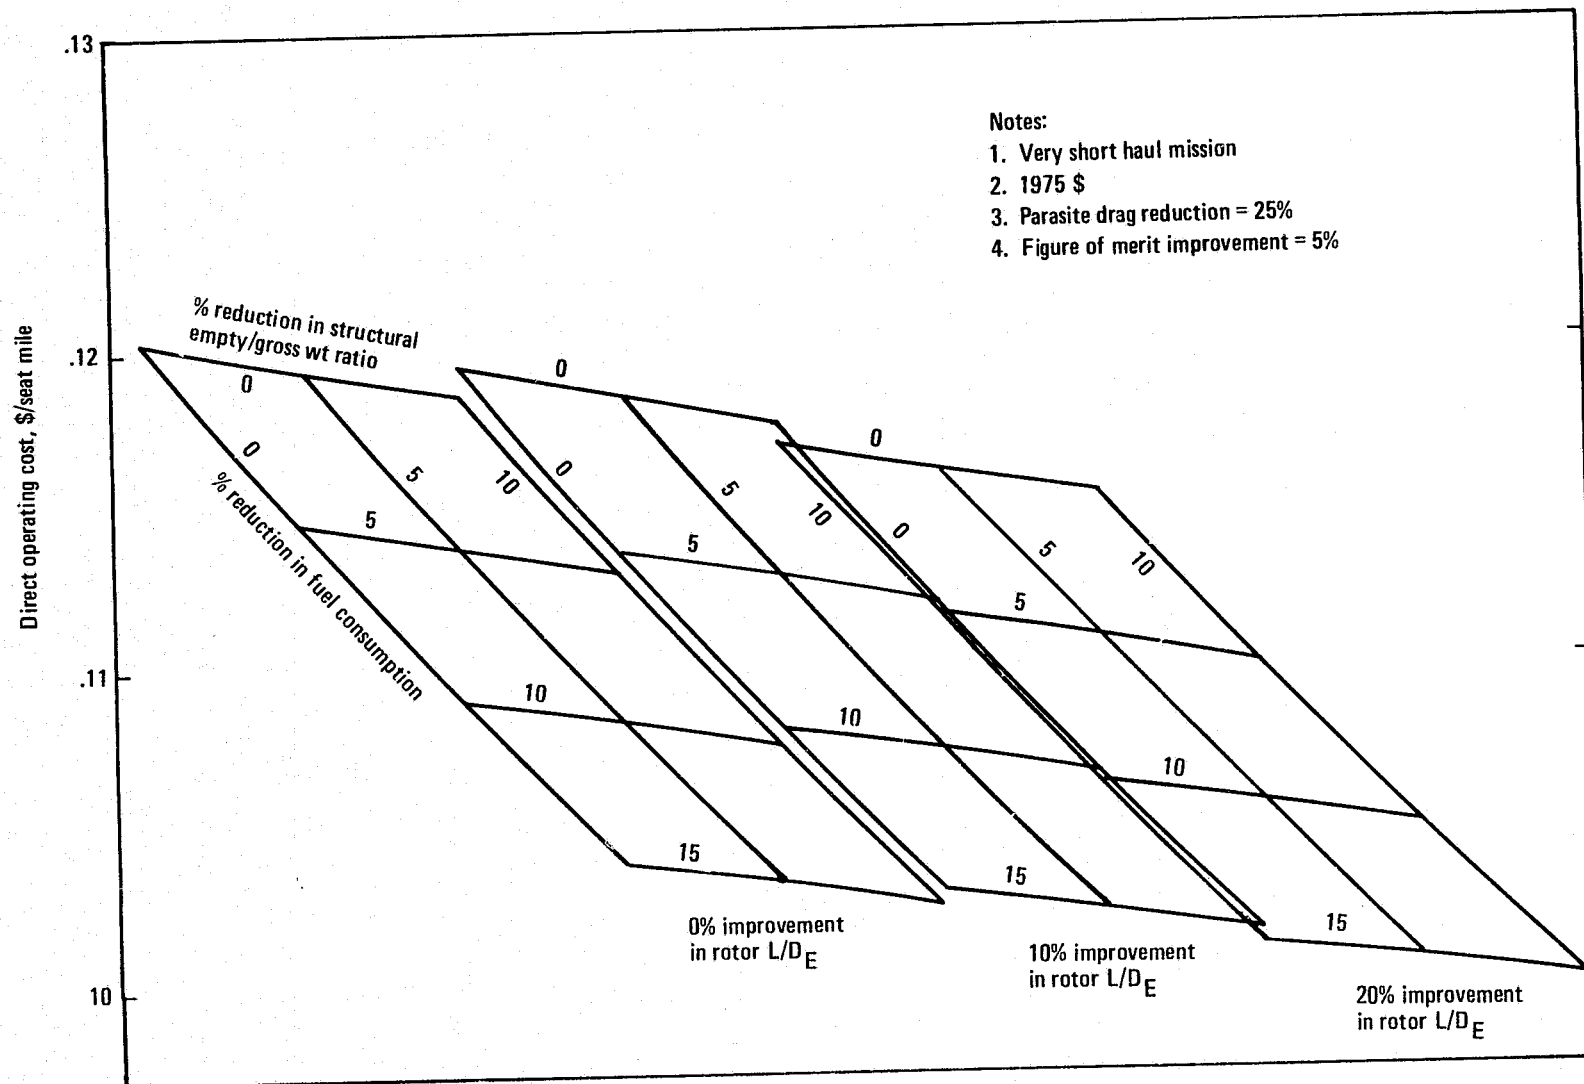 .13
Notes:
1. Very short haul mission
2. 1975 $
3. Parasite drag reduction = 25%
4. Figure of merit improvement = 5%
Direct operating cost, $/seat mile
% reduction in structural
empty/gross wt ratio
.12
0
0
0
0
5
10
0
5
10
0
5
10
% reduction in fuel consumption
5
5
5
.11
10
10
10
15
15
15
0% improvement
in rotor L/DE
10% improvement
in rotor L/DE
20% improvement
in rotor L/DE
10